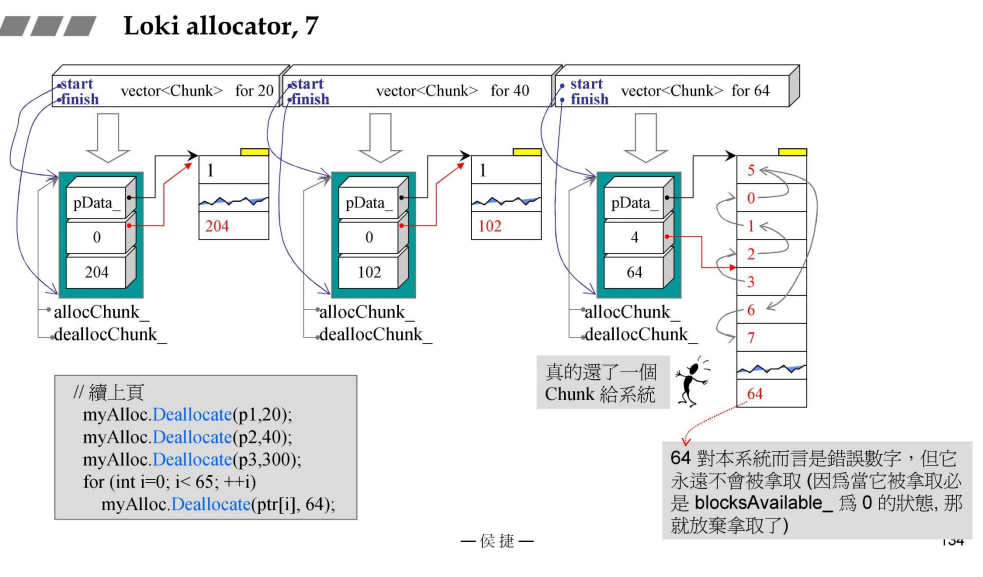 Loki allocator, 7
start
finish
vector<Chunk> for 20
start
finish
vector<Chunk> for 40
start
finish
vector<Chunk> for 64
pData_
0
204
1
204
allocChunk_
deallocChunk_
pData_
0
102
1
102
allocChunk_
deallocChunk_
pData_
4
64
5
0
1
2
3
6
7
64
allocChunk_
deallocChunk_
真的還了一個
Chunk 給系統
// 續上頁
myAlloc.Deallocate(p1,20);
myAlloc.Deallocate(p2,40);
myAlloc.Deallocate(p3,300);
for (int i=0; i< 65; ++i)
myAlloc.Deallocate(ptr[i], 64);
64 對本系統而言是錯誤數字，但它
永遠不會被拿取 (因為當它被拿取必
是 blocksAvailable_ 為 0 的狀態, 那
就放棄拿取了)
—侯捷—
134